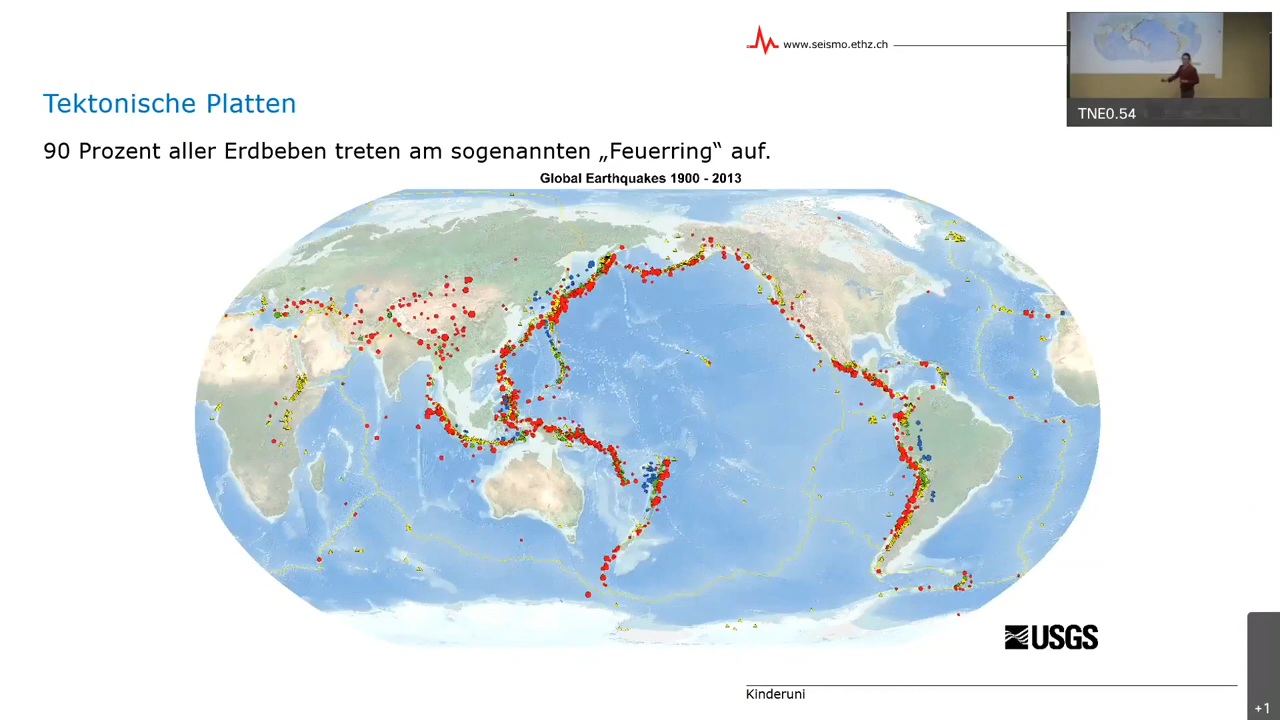 www.seismo.ethz.ch
TNE0.54
Tektonische Platten
90 Prozent aller Erdbeben treten am sogenannten „Feuerring“ auf.
Global Earthquakes 1900 - 2013
USGS
Kinderuni
+1